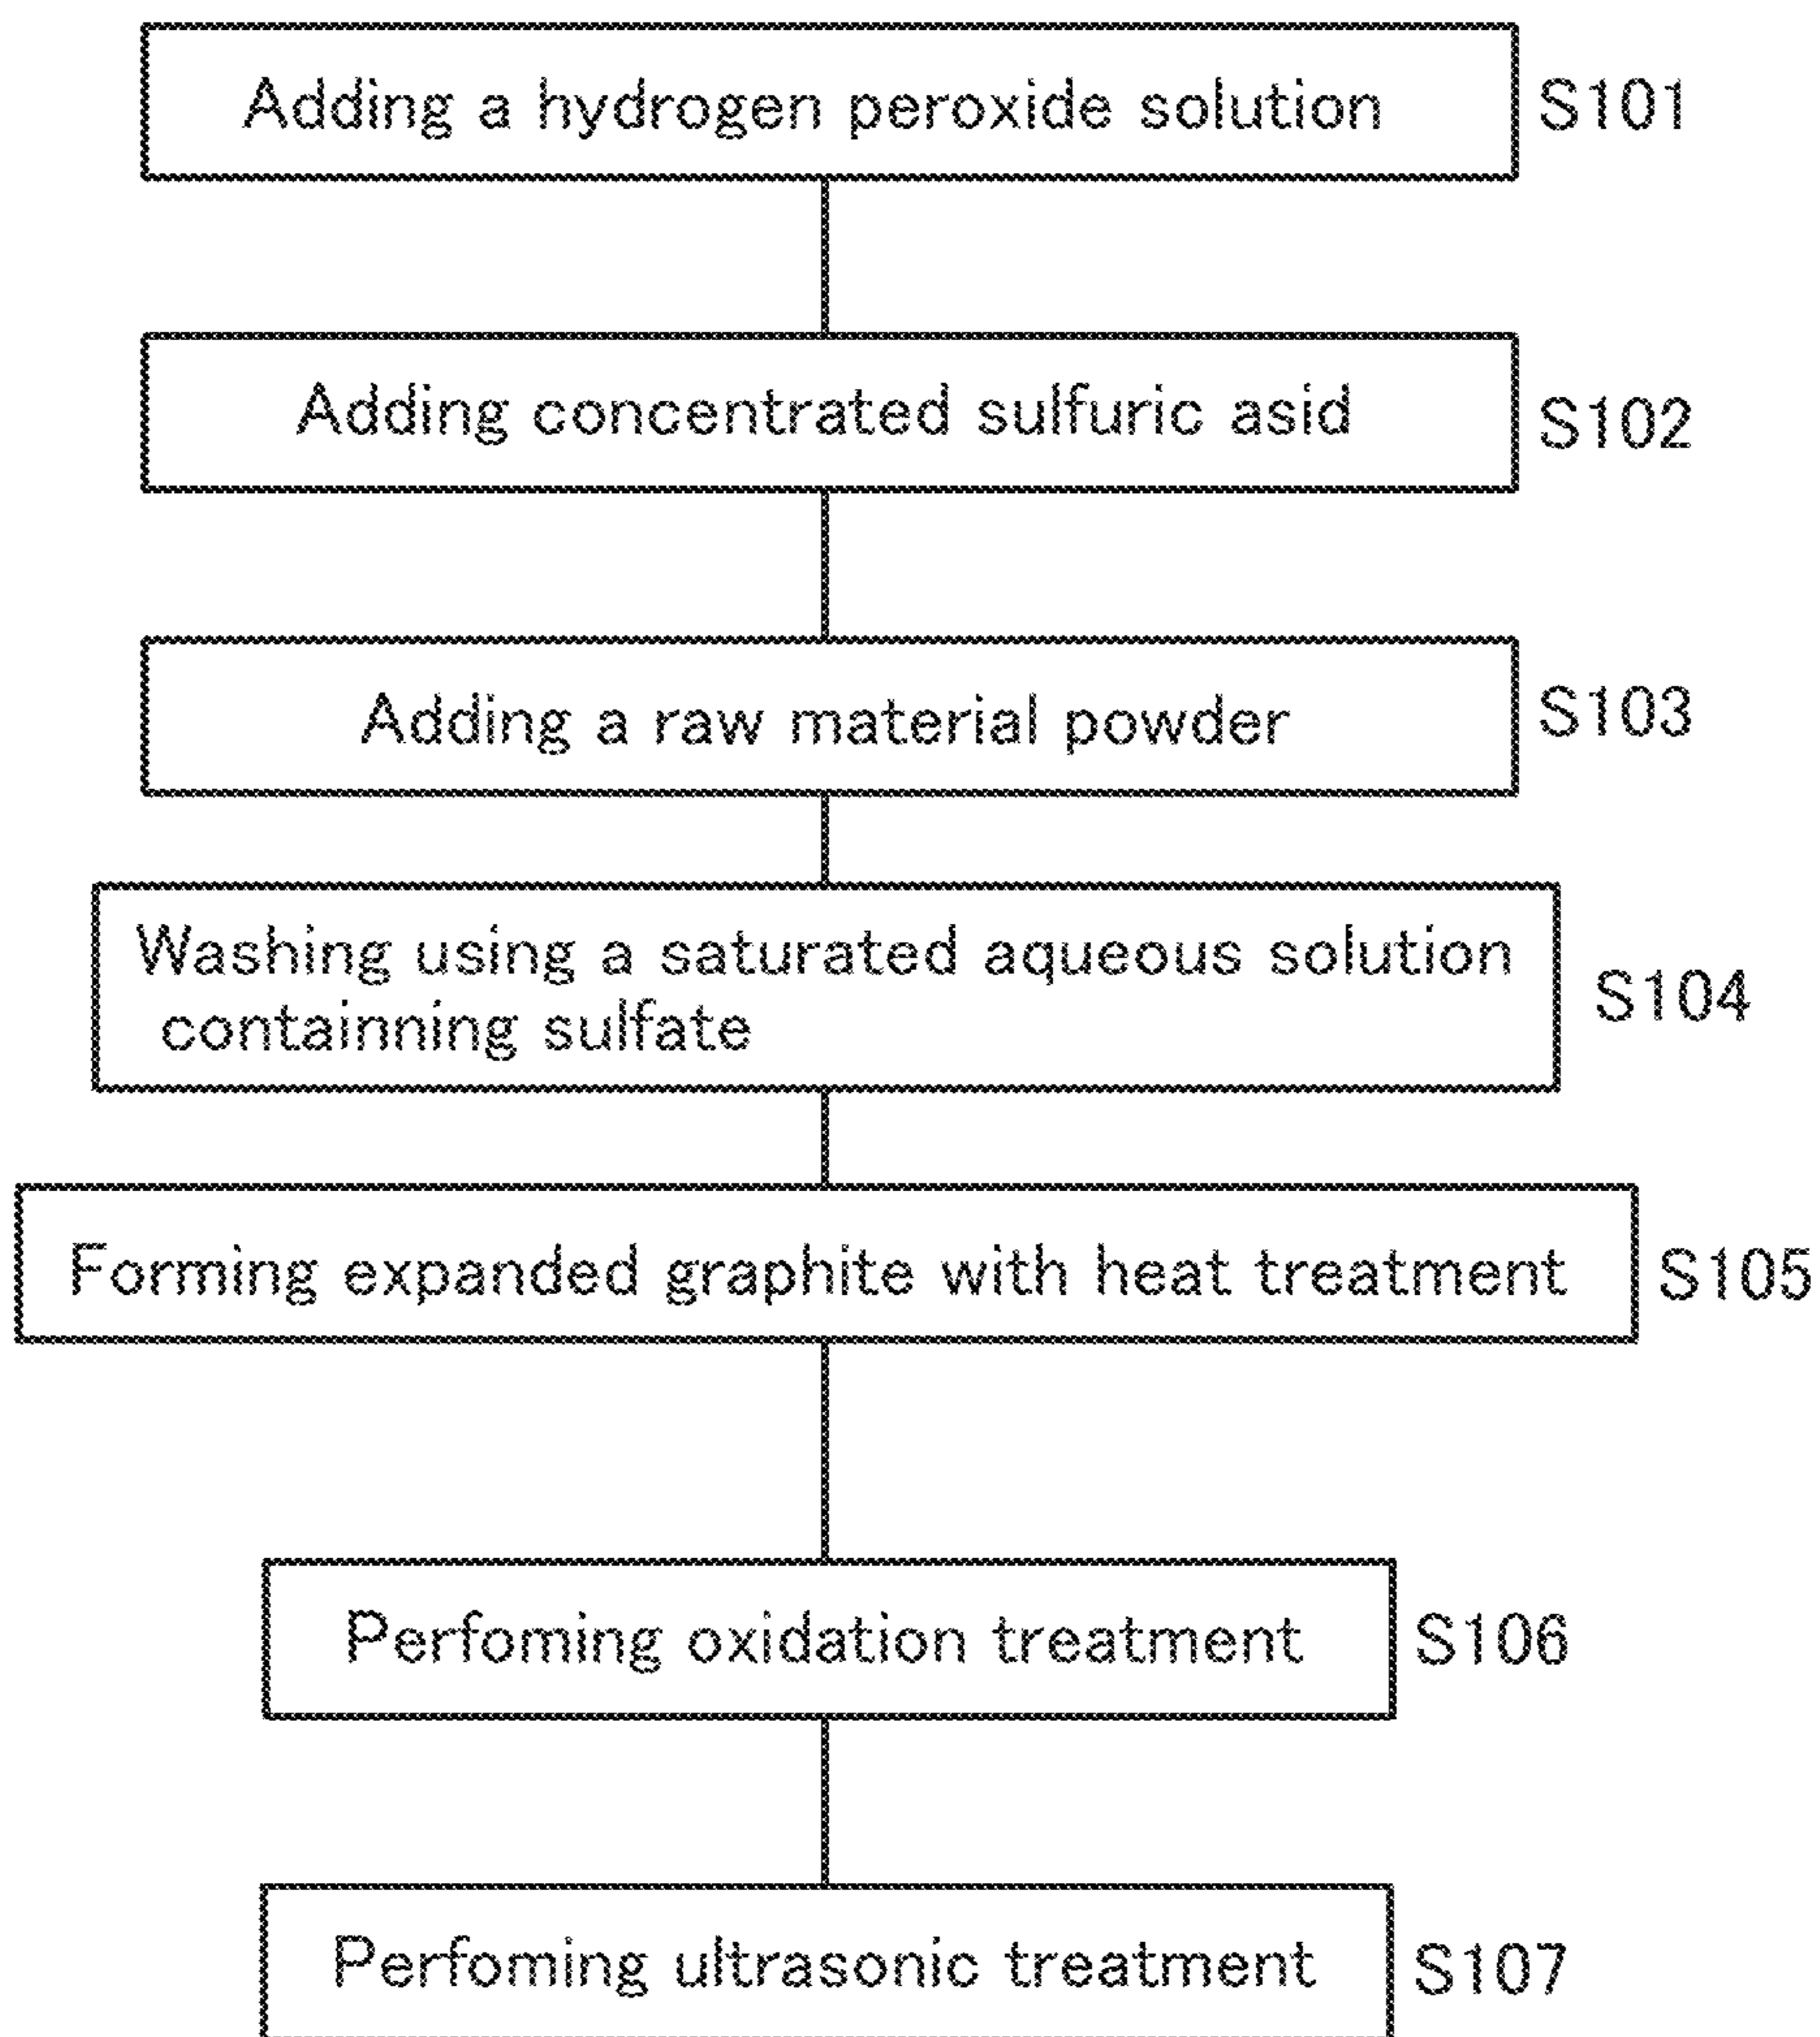 Adding a hydrogen peroxide solution S101
Adding concentrated sulfuric asid S102
Adding a raw material powder S103
Washing using a saturated aqueous solution
containning sulfate S104
Forming expanded graphite with heat treatment S105
Perfoming oxidation treatment S106
Perfoming ultrasonic treatment S107